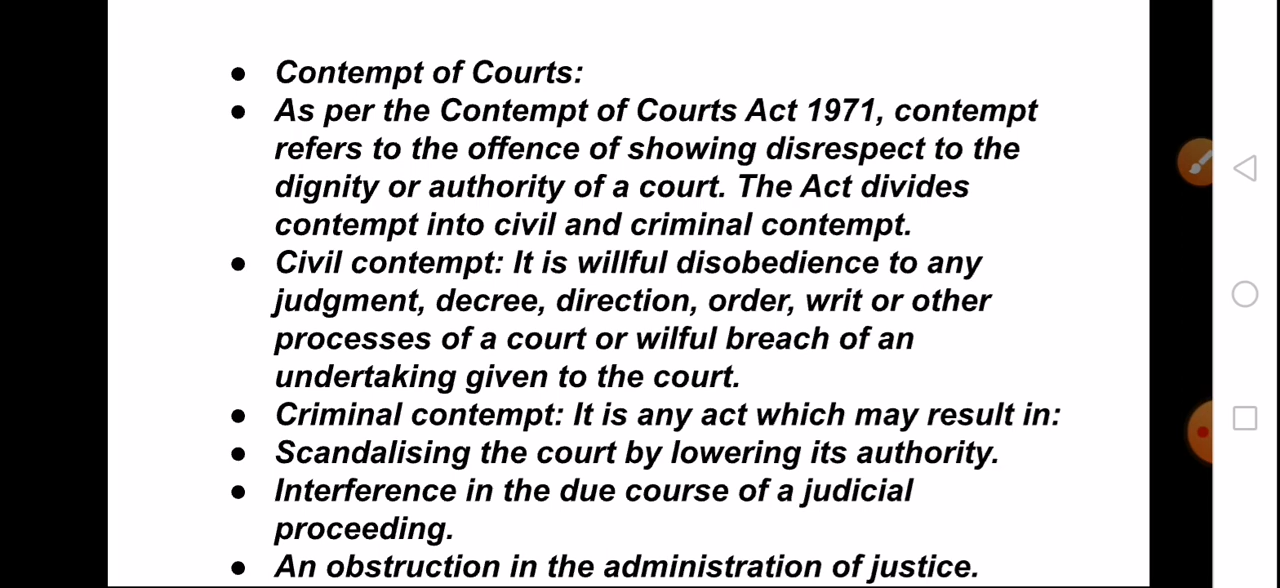 ● Contempt of Courts:
● As per the Contempt of Courts Act 1971, contempt
refers to the offence of showing disrespect to the
dignity or authority of a court. The Act divides
contempt into civil and criminal contempt.
● Civil contempt: It is willful disobedience to any
judgment, decree, direction, order, writ or other
processes of a court or wilful breach of an
undertaking given to the court.
● Criminal contempt: It is any act which may result in:
● Scandalising the court by lowering its authority.
● Interference in the due course of a judicial
proceeding.
● An obstruction in the administration of justice.